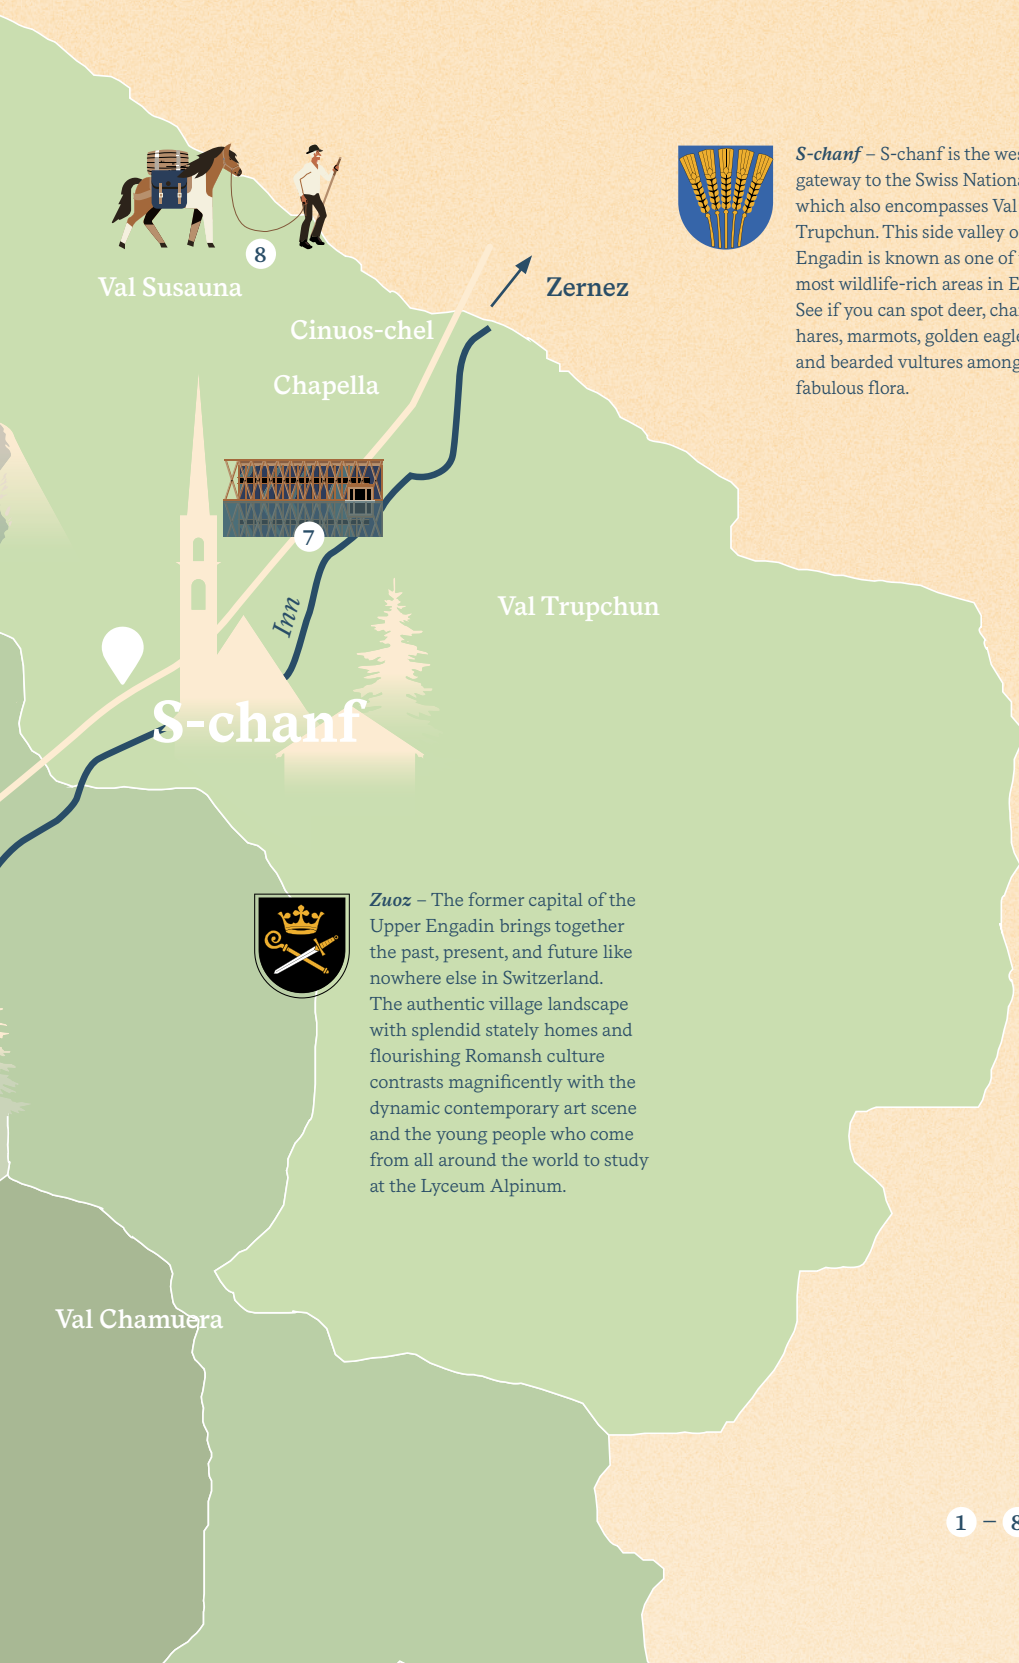 8
Val Susauna
Zernez
Cinuos-chel
Chapella
7
Inn
Val Trupchun
S-chanf
S-chanf – S-chanf is the
gateway to the Swiss
which also encompasses Val
Trupchun. This side valley
Engadin is known as one of
most wildlife-rich areas in
See if you can spot deer,
hares, marmots, golden
and bearded vultures among
fabulous flora.
Zuoz – The former capital of the
Upper Engadin brings together
the past, present, and future like
nowhere else in Switzerland.
The authentic village landscape
with splendid stately homes and
flourishing Romansh culture
contrasts magnificently with the
dynamic contemporary art scene
and the young people who come
from all around the world to study
at the Lyceum Alpinum.
Val Chamuera
1 – 8